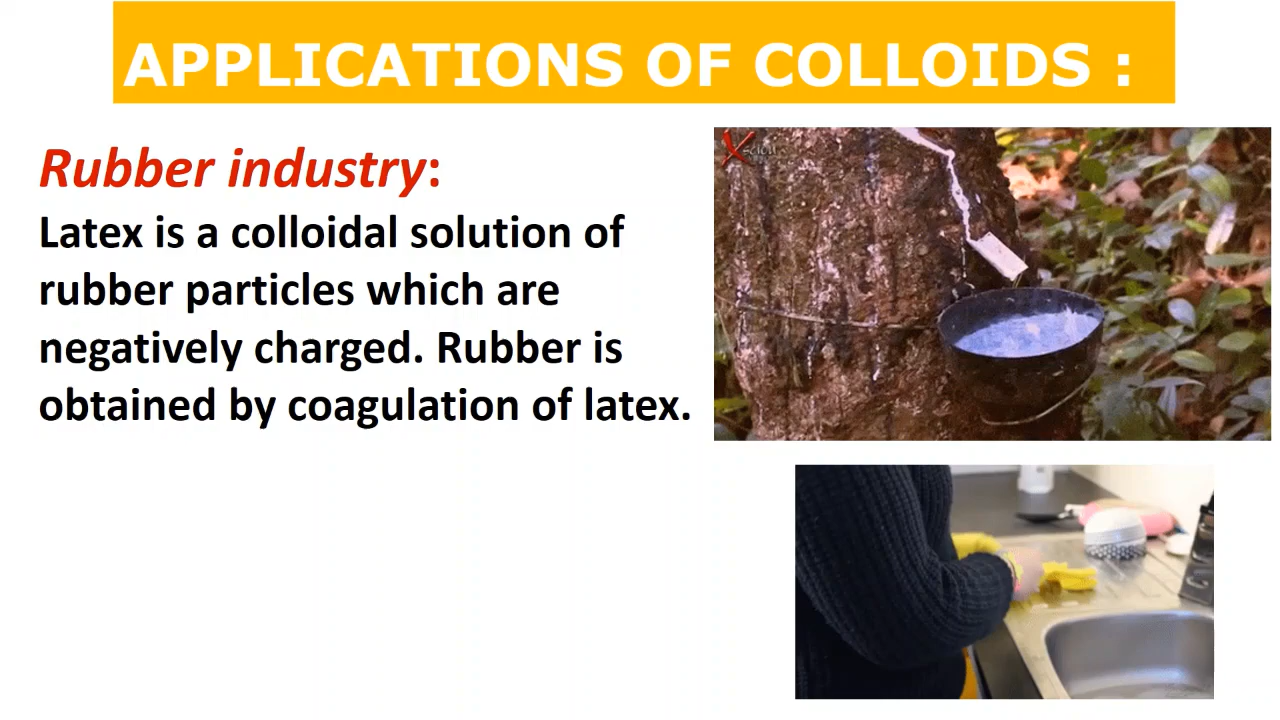 APPLICATIONS OF COLLOIDS :
Rubber industry:
Latex is a colloidal solution of
rubber particles which are
negatively charged. Rubber is
obtained by coagulation of latex.